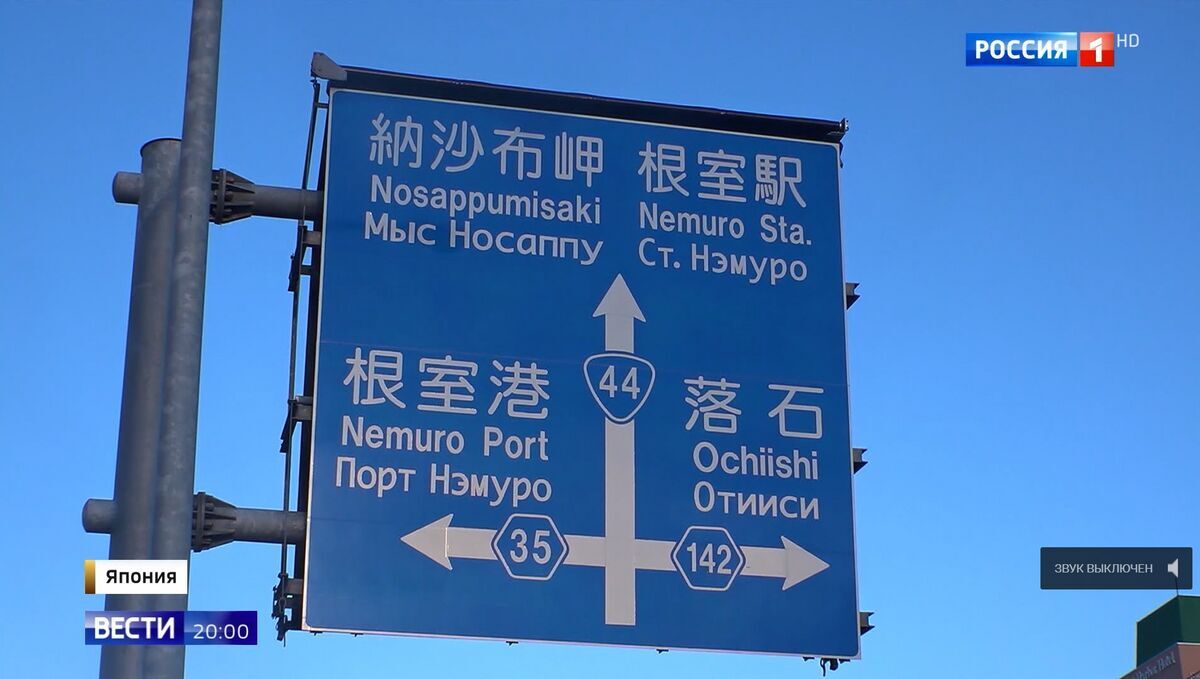 РОССИЯ 1 HD
納沙布岬
Nosappumisaki
Мыс Носаппу
根室駅
Nemuro Sta.
Ст. Нэмуро
44
根室港
Nemuro Port
Порт Нэмуро
落石
Ochiishi
Отииси
35
142
ЗВУК ВЫКЛЮЧЕН
Япония
ВЕСТИ 20:00